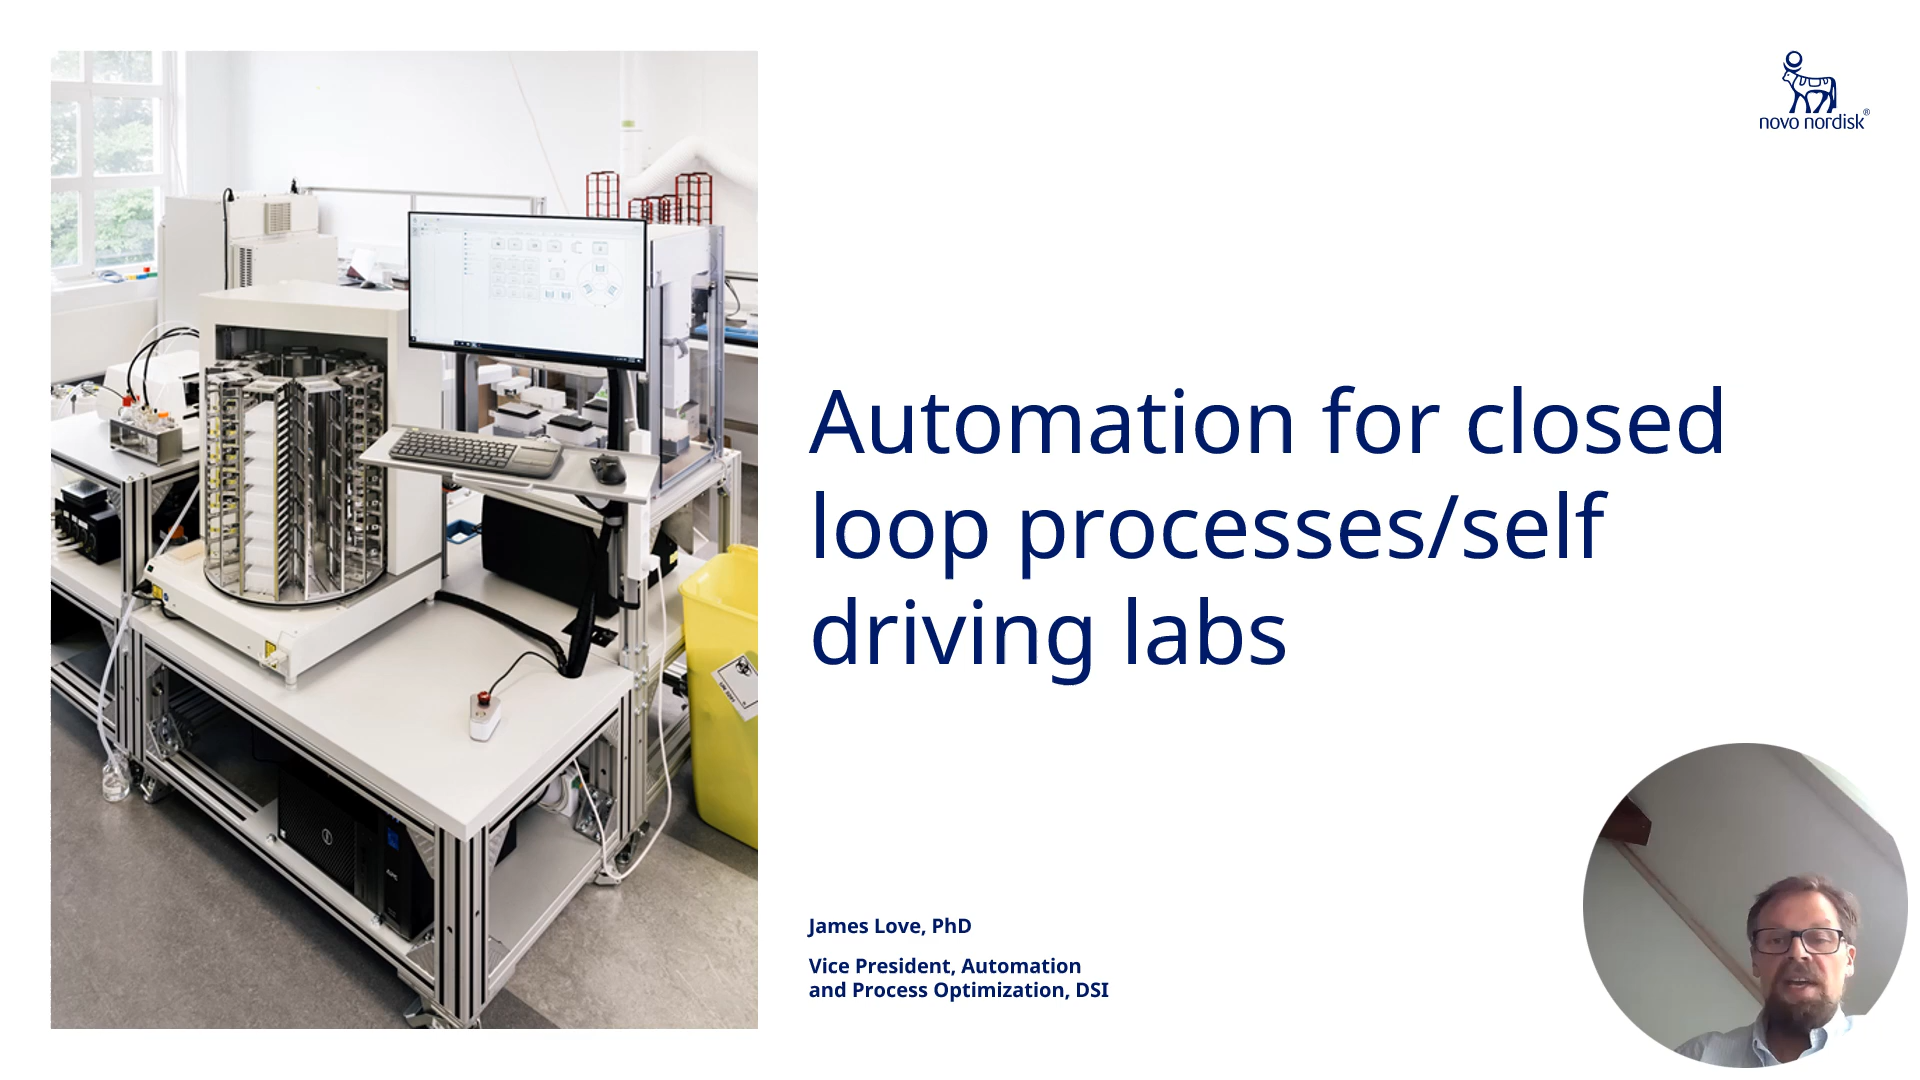 novo nordisk®
Automation for closed
loop processes/self
driving labs
James Love, PhD
Vice President, Automation
and Process Optimization, DSI